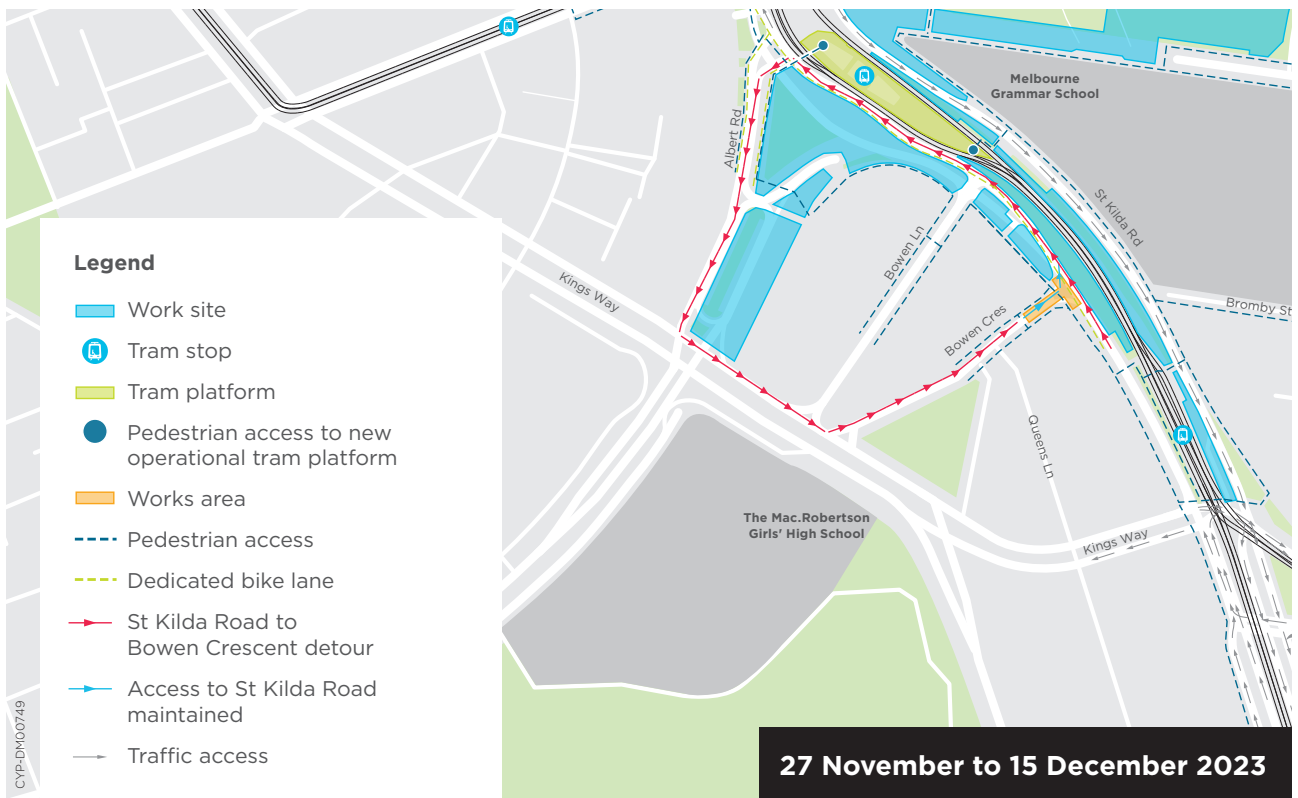 Melbourne
Grammar School
Albert Rd
St Kilda Rd
Bowen Ln
Kings Way
Bromby St
Bowen Cres
Queens Ln
The Mac.Robertson
Girls' High School
Kings Way
Legend
Work site
Tram stop
Tram platform
Pedestrian access to new
operational tram platform
Works area
Pedestrian access
Dedicated bike lane
St Kilda Road to
Bowen Crescent detour
Access to St Kilda Road
maintained
Traffic access
CYP-DM00749
27 November to 15 December 2023